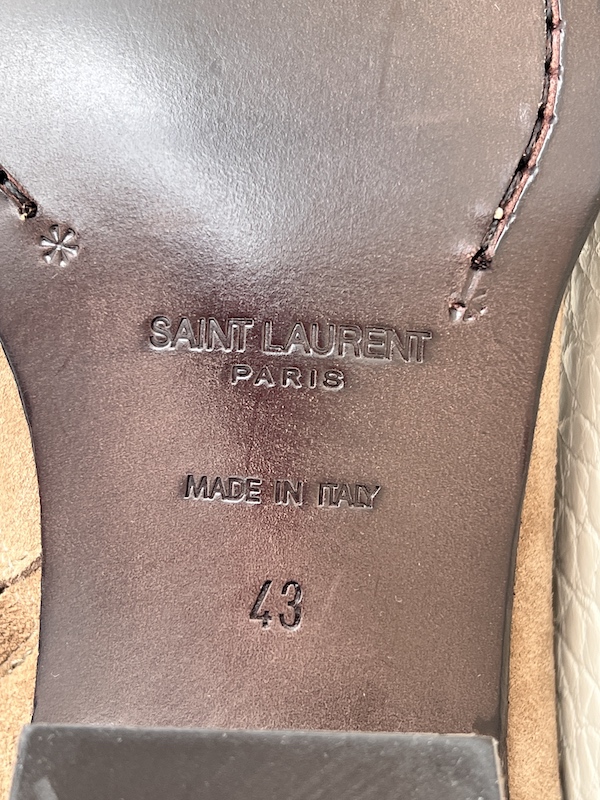 SAINT LAURENT
PARIS
MADE IN ITALY
43